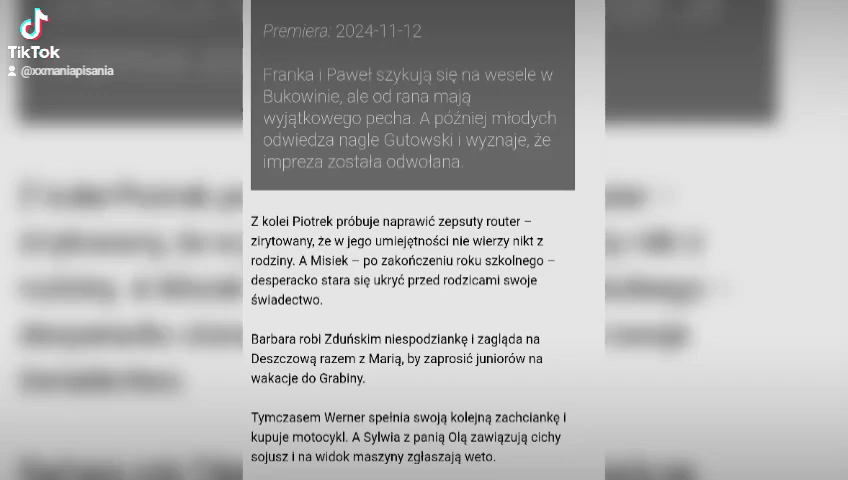 TikTok
@xxmaniapisania
Premiera: 2024-11-12
Franka i Paweł szykują się na wesele w
Bukowinie, ale od rana mają
wyjątkowego pecha. A później młodych
odwiedza nagle Gutowski i wyznaje, że
impreza została odwołana.
Z kolei Piotrek próbuje naprawić zepsuty router –
zirytowany, że w jego umiejętności nie wierzy nikt z
rodziny. A Misiek – po zakończeniu roku szkolnego –
desperacko stara się ukryć przed rodzicami swoje
świadectwo.
Barbara robi Zduńskim niespodziankę i zagląda na
Deszczową razem z Marią, by zaprosić juniorów na
wakacje do Grabiny.
Tymczasem Werner spełnia swoją kolejną zachciankę i
kupuje motocykl. A Sylwia z panią Olą zawiązują cichy
sojusz i na widok maszyny zgłaszają weto.